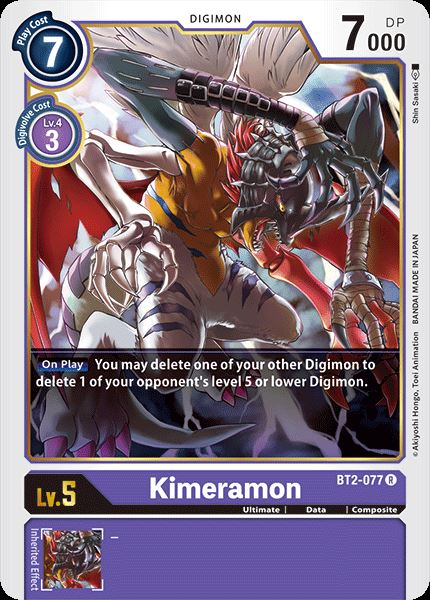 Play Cost
7
DIGIMON
DP
7000
Digivolve Cost
Lv.4
3
Shin Sasaki
©Akiyoshi Hongo, Toei Animation BANDAI MADE IN JAPAN
On Play You may delete one of your other Digimon to
delete 1 of your opponent's level 5 or lower Digimon.
Lv.5
Kimeramon
BT2-077 R
Ultimate | Data | Composite
Inherited Effect
–